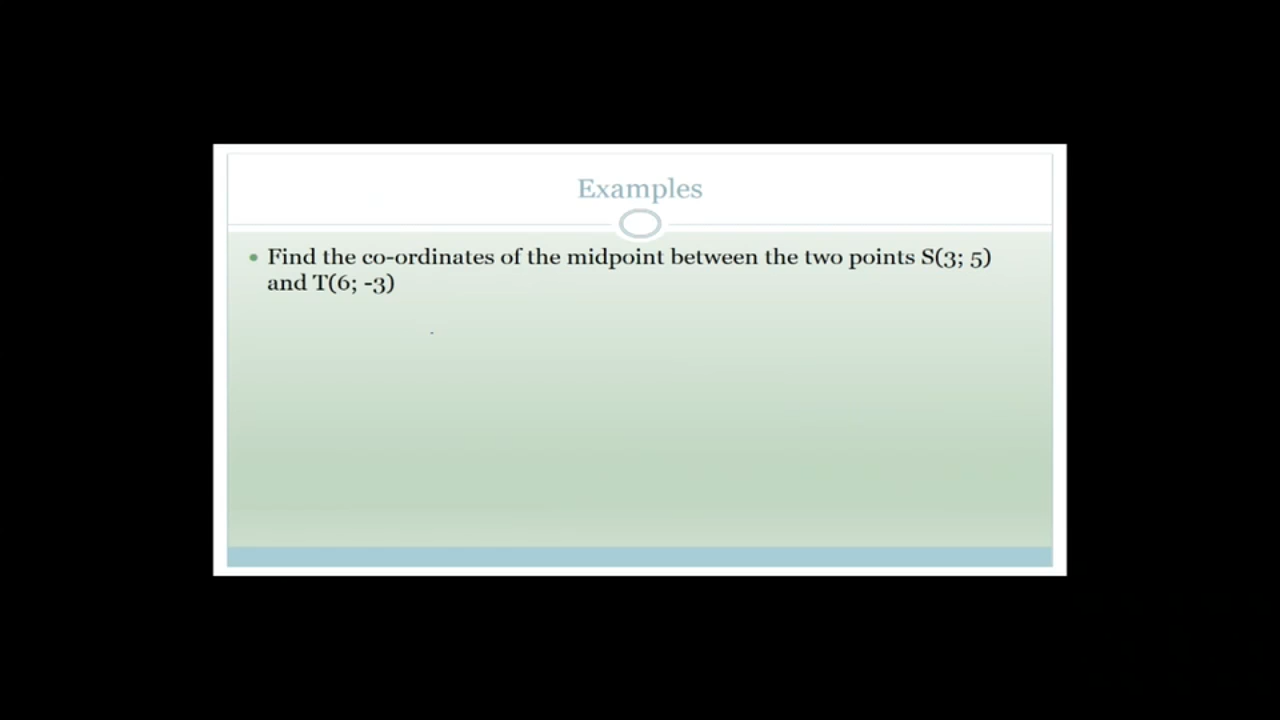 Examples
• Find the co-ordinates of the midpoint between the two points S(3; 5)
and T(6; -3)